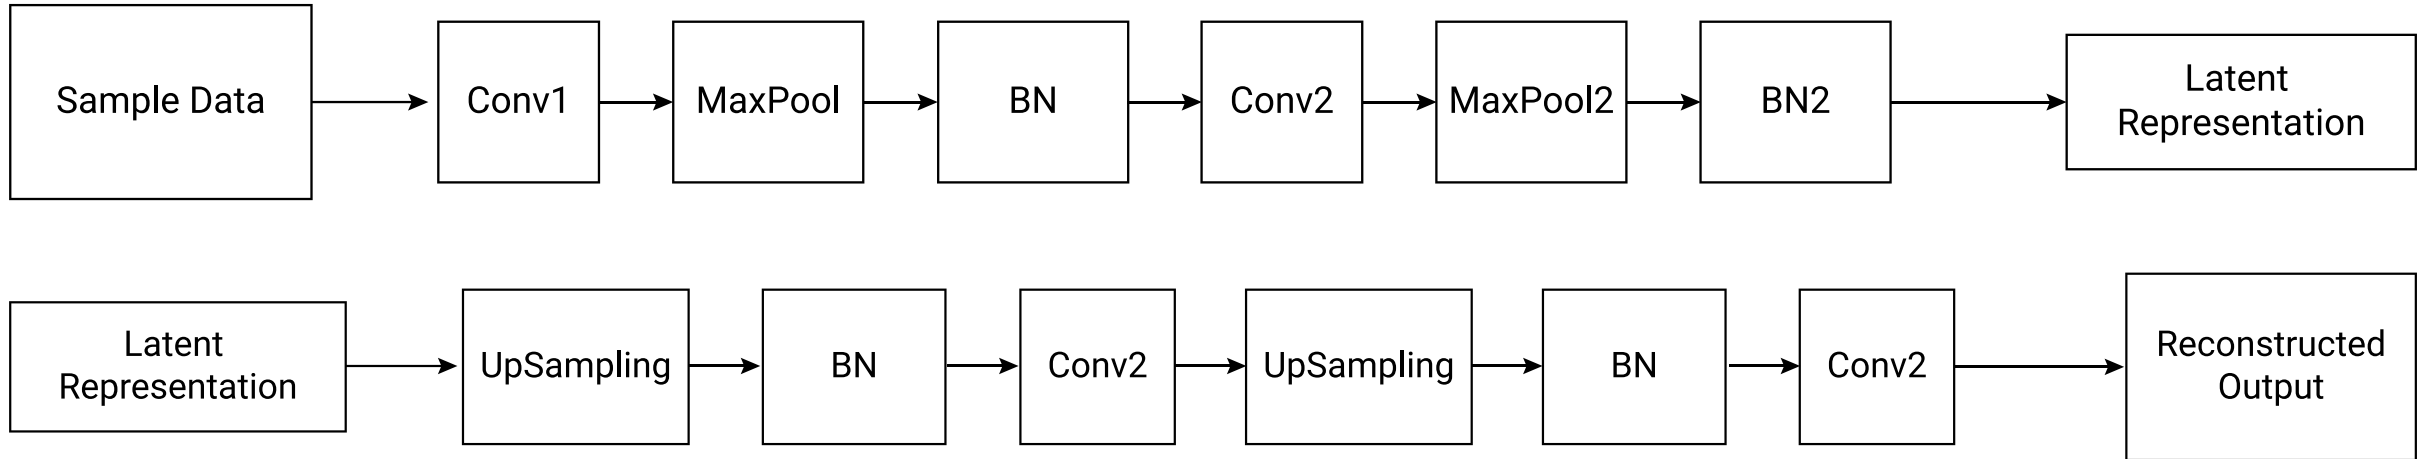 Sample Data
Conv1
MaxPool
BN
Conv2
MaxPool2
BN2
Latent
Representation
Latent
Representation
UpSampling
BN
Conv2
UpSampling
BN
Conv2
Reconstructed
Output